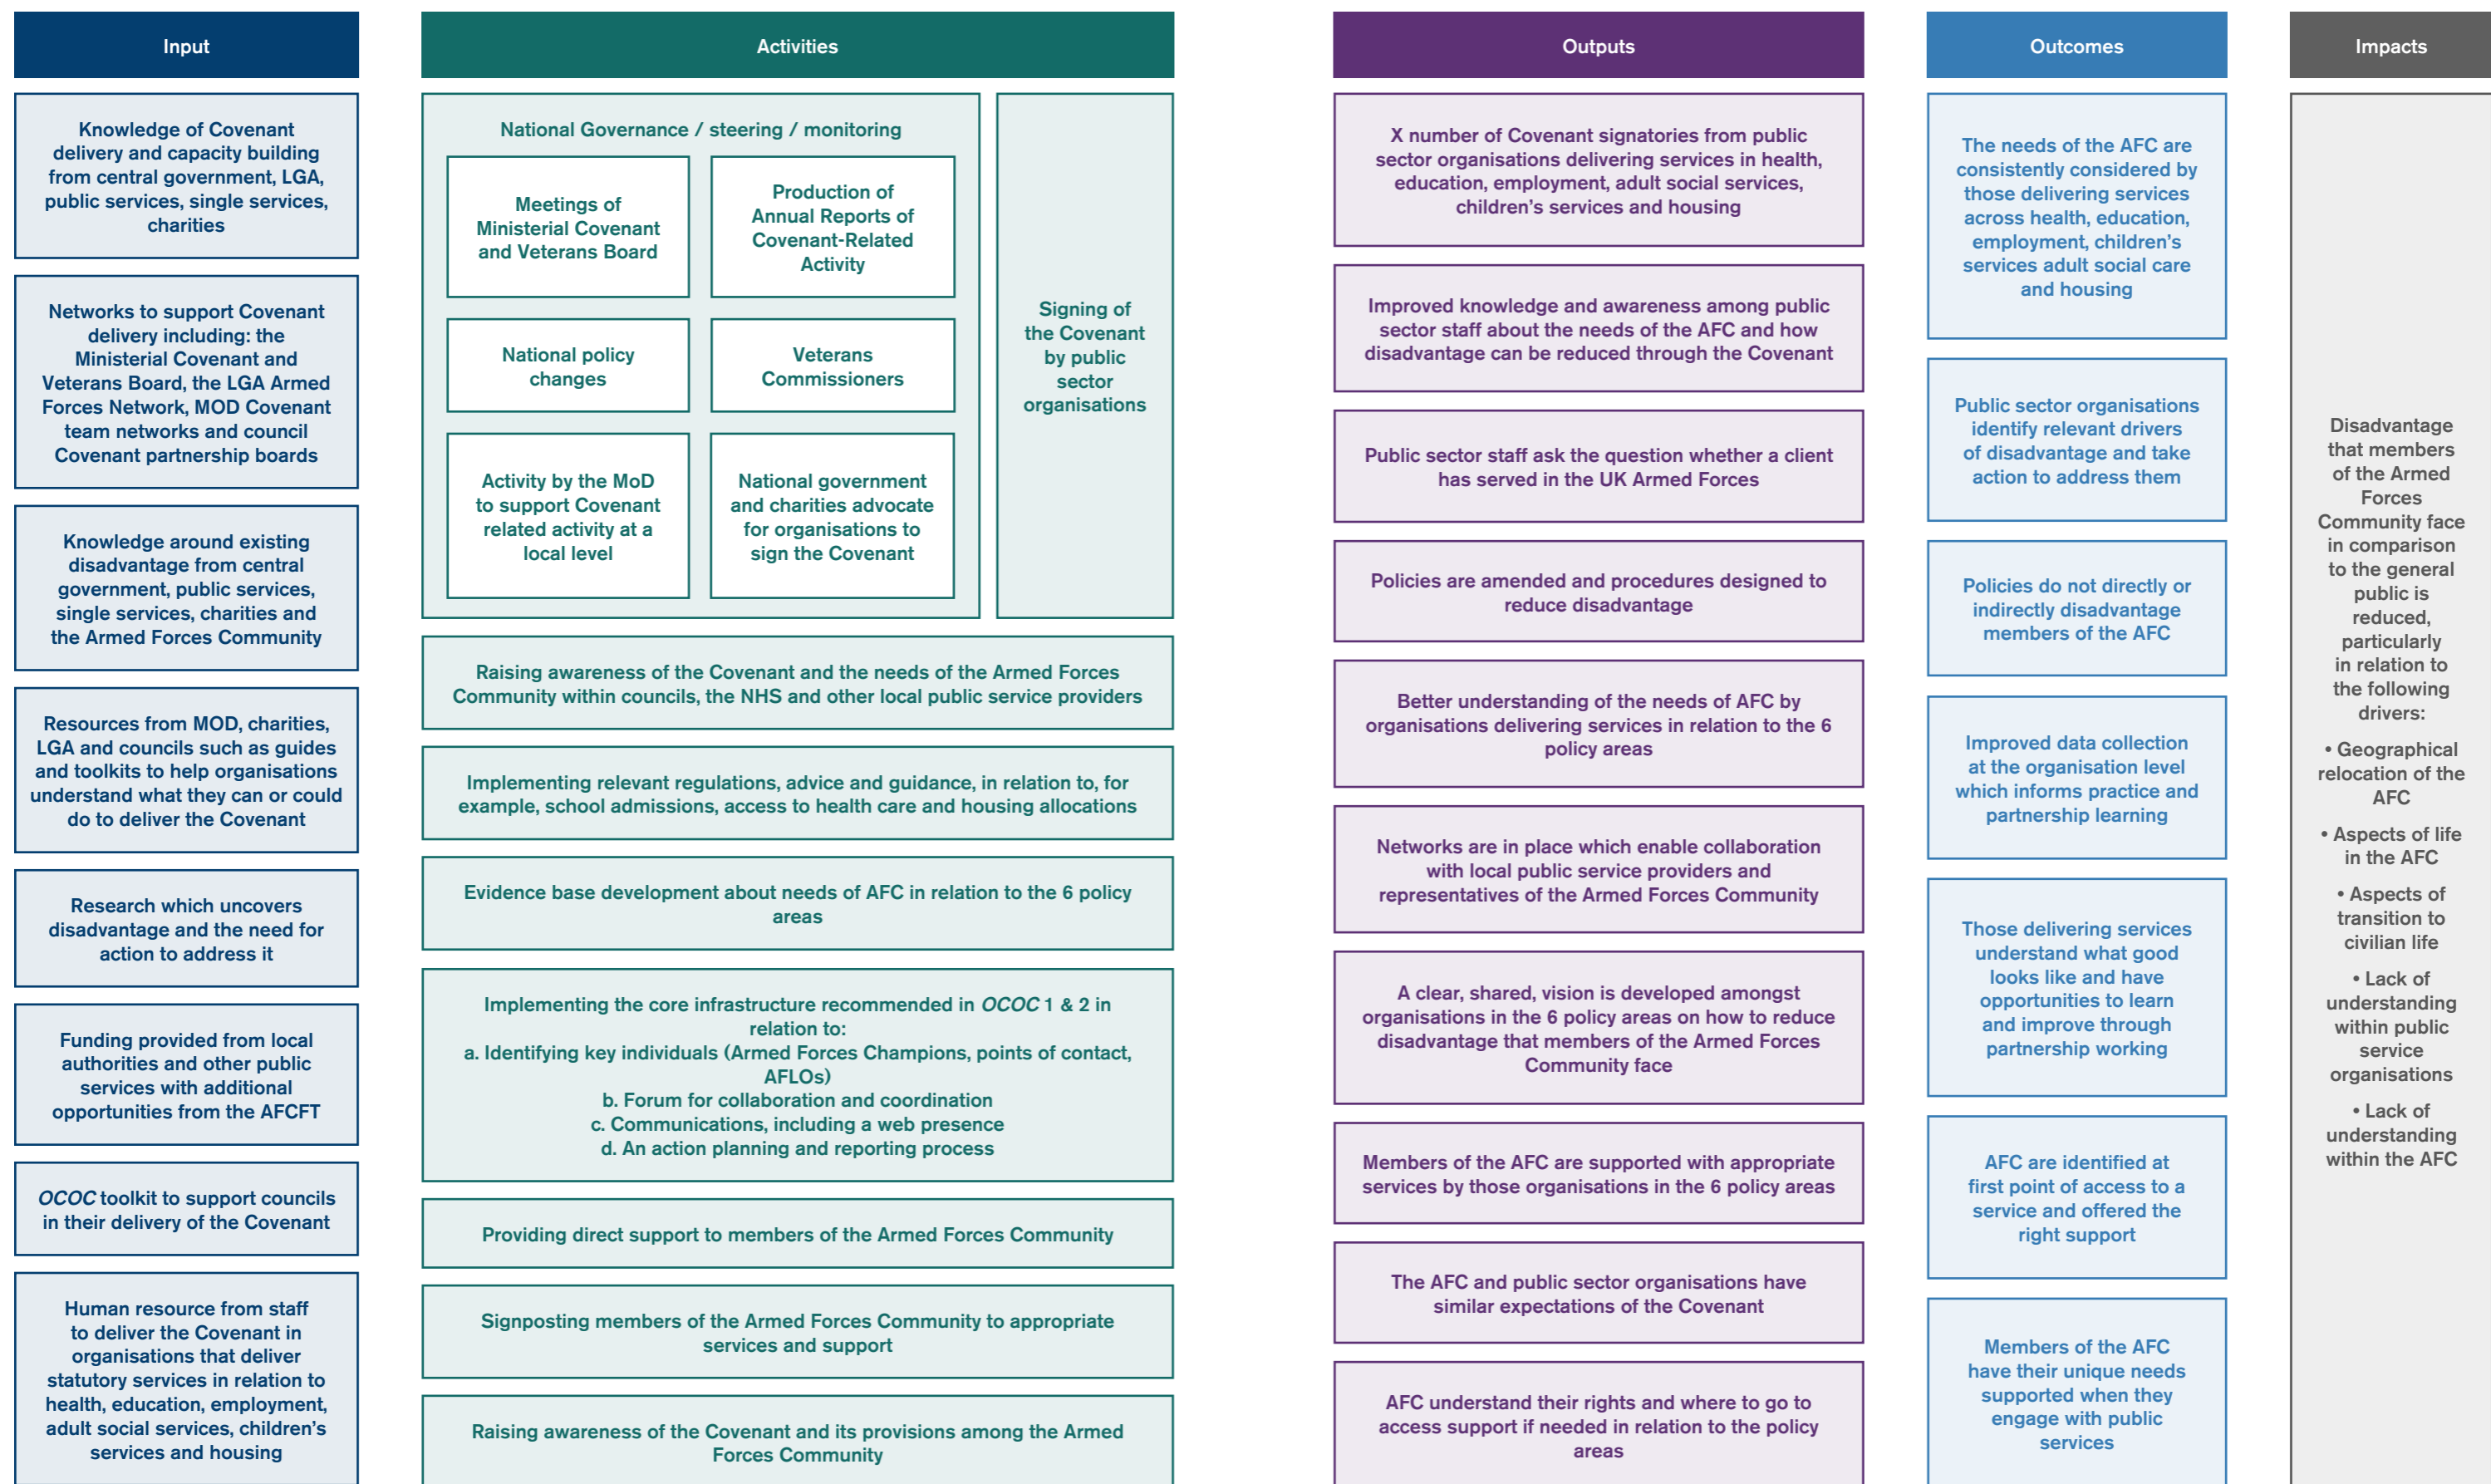 Input
Knowledge of Covenant
delivery and capacity building
from central government, LGA,
public services, single services,
charities
Networks to support Covenant
delivery including: the
Ministerial Covenant and
Veterans Board, the LGA Armed
Forces Network, MOD Covenant
team networks and council
Covenant partnership boards
Knowledge around existing
disadvantage from central
government, public services,
single services, charities and
the Armed Forces Community
Resources from MOD, charities,
LGA and councils such as guides
and toolkits to help organisations
understand what they can or could
do to deliver the Covenant
Research which uncovers
disadvantage and the need for
action to address it
Funding provided from local
authorities and other public
services with additional
opportunities from the AFCFT
OCOC toolkit to support councils
in their delivery of the Covenant
Human resource from staff
to deliver the Covenant in
organisations that deliver
statutory services in relation to
health, education, employment,
adult social services, children's
services and housing
Activities
National Governance / steering / monitoring
Meetings of
Ministerial Covenant
and Veterans Board
Production of
Annual Reports of
Covenant-Related
Activity
National policy
changes
Veterans
Commissioners
Activity by the MoD
to support Covenant
related activity at a
local level
National government
and charities advocate
for organisations to
sign the Covenant
Signing of
the Covenant
by public
sector
organisations
Raising awareness of the Covenant and the needs of the Armed Forces
Community within councils, the NHS and other local public service providers
Implementing relevant regulations, advice and guidance, in relation to, for
example, school admissions, access to health care and housing allocations
Evidence base development about needs of AFC in relation to the 6 policy
areas
Implementing the core infrastructure recommended in OCOC 1 & 2 in
relation to:
a. Identifying key individuals (Armed Forces Champions, points of contact,
AFLOs)
b. Forum for collaboration and coordination
c. Communications, including a web presence
d. An action planning and reporting process
Providing direct support to members of the Armed Forces Community
Signposting members of the Armed Forces Community to appropriate
services and support
Raising awareness of the Covenant and its provisions among the Armed
Forces Community
Outputs
X number of Covenant signatories from public
sector organisations delivering services in health,
education, employment, adult social services,
children's services and housing
Improved knowledge and awareness among public
sector staff about the needs of the AFC and how
disadvantage can be reduced through the Covenant
Public sector staff ask the question whether a client
has served in the UK Armed Forces
Policies are amended and procedures designed to
reduce disadvantage
Better understanding of the needs of AFC by
organisations delivering services in relation to the 6
policy areas
Networks are in place which enable collaboration
with local public service providers and
representatives of the Armed Forces Community
A clear, shared, vision is developed amongst
organisations in the 6 policy areas on how to reduce
disadvantage that members of the Armed Forces
Community face
Members of the AFC are supported with appropriate
services by those organisations in the 6 policy areas
The AFC and public sector organisations have
similar expectations of the Covenant
AFC understand their rights and where to go to
access support if needed in relation to the policy
areas
Outcomes
The needs of the AFC are
consistently considered by
those delivering services
across health, education,
employment, children's
services adult social care
and housing
Public sector organisations
identify relevant drivers
of disadvantage and take
action to address them
Policies do not directly or
indirectly disadvantage
members of the AFC
Improved data collection
at the organisation level
which informs practice and
partnership learning
Those delivering services
understand what good
looks like and have
opportunities to learn
and improve through
partnership working
AFC are identified at
first point of access to a
service and offered the
right support
Members of the AFC
have their unique needs
supported when they
engage with public
services
Impacts
Disadvantage
that members
of the Armed
Forces
Community face
in comparison
to the general
public is
reduced,
particularly
in relation to
the following
drivers:
• Geographical
relocation of the
AFC
• Aspects of life
in the AFC
• Aspects of
transition to
civilian life
• Lack of
understanding
within public
service
organisations
• Lack of
understanding
within the AFC